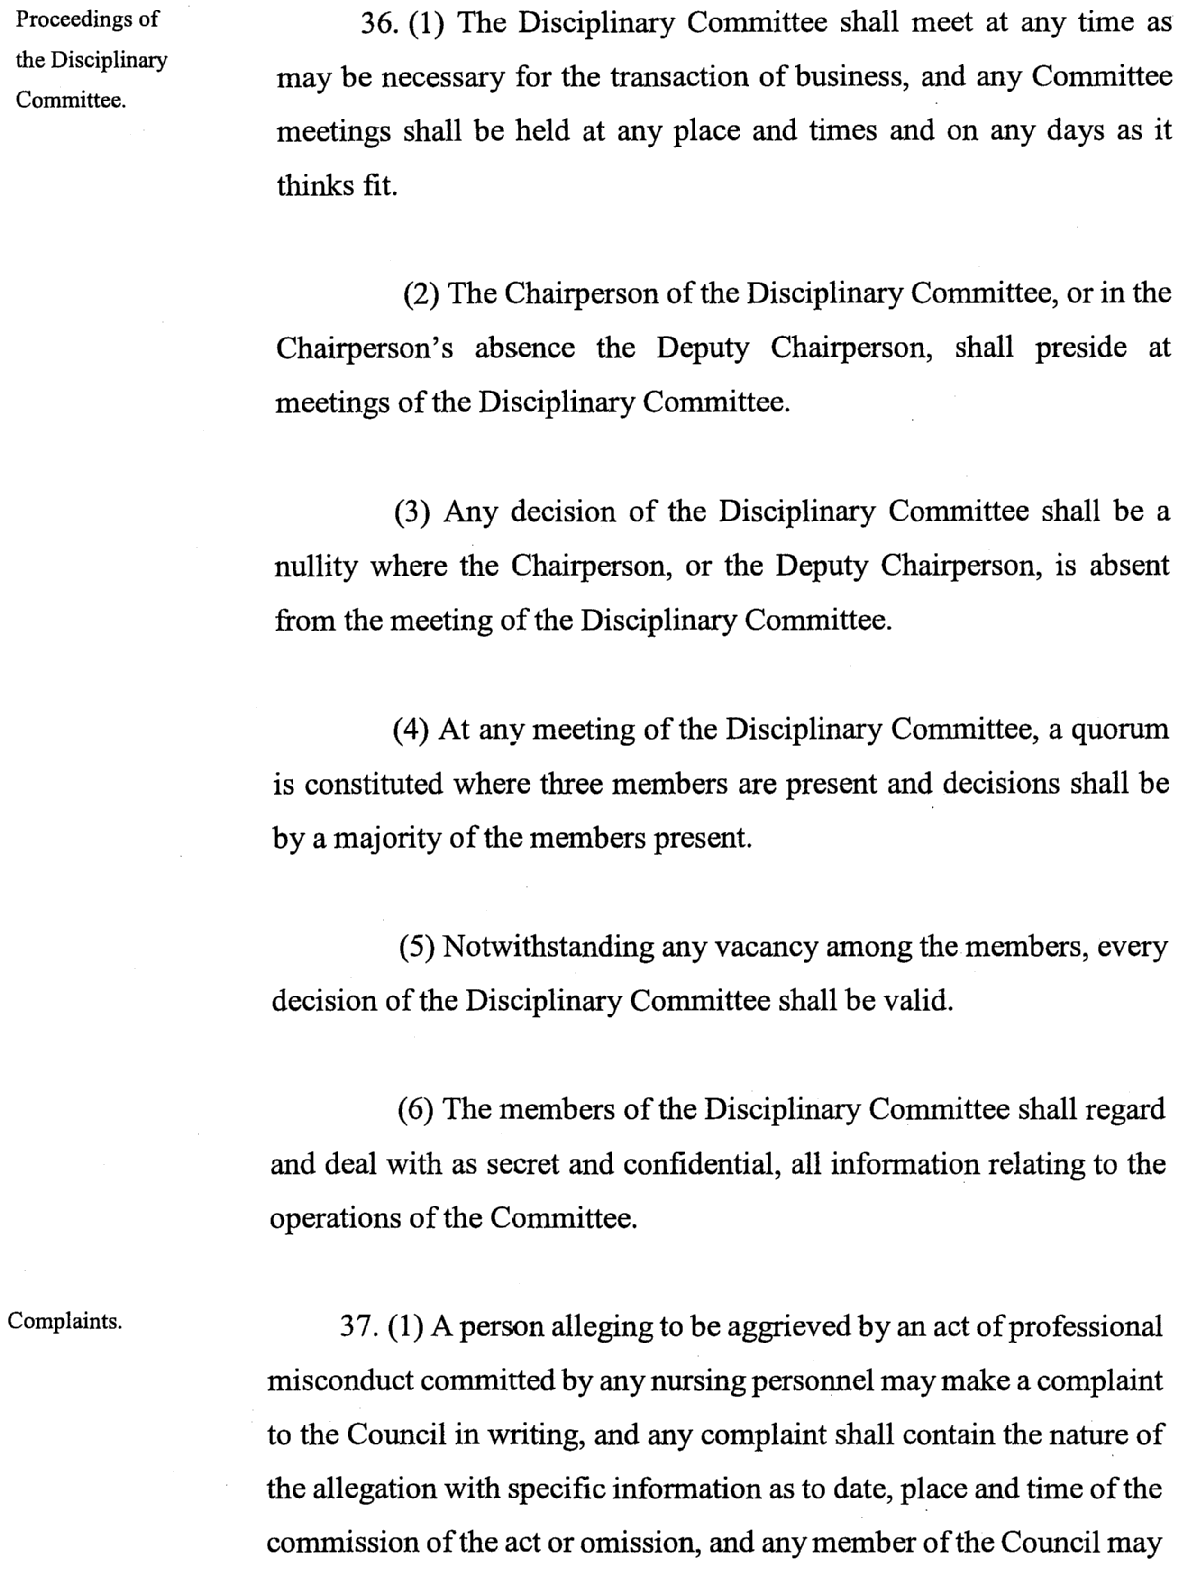 Proceedings of
the Disciplinary
Committee.
36. (1) The Disciplinary Committee shall meet at any time as
may be necessary for the transaction of business, and any Committee
meetings shall be held at any place and times and on any days as it
thinks fit.
(2) The Chairperson of the Disciplinary Committee, or in the
Chairperson's absence the Deputy Chairperson, shall preside at
meetings of the Disciplinary Committee.
(3) Any decision of the Disciplinary Committee shall be a
nullity where the Chairperson, or the Deputy Chairperson, is absent
from the meeting of the Disciplinary Committee.
(4) At any meeting of the Disciplinary Committee, a quorum
is constituted where three members are present and decisions shall be
by a majority of the members present.
(5) Notwithstanding any vacancy among the members, every
decision of the Disciplinary Committee shall be valid.
(6) The members of the Disciplinary Committee shall regard
and deal with as secret and confidential, all information relating to the
operations of the Committee.
Complaints.
37. (1) A person alleging to be aggrieved by an act of professional
misconduct committed by any nursing personnel may make a complaint
to the Council in writing, and any complaint shall contain the nature of
the allegation with specific information as to date, place and time of the
commission of the act or omission, and any member of the Council may